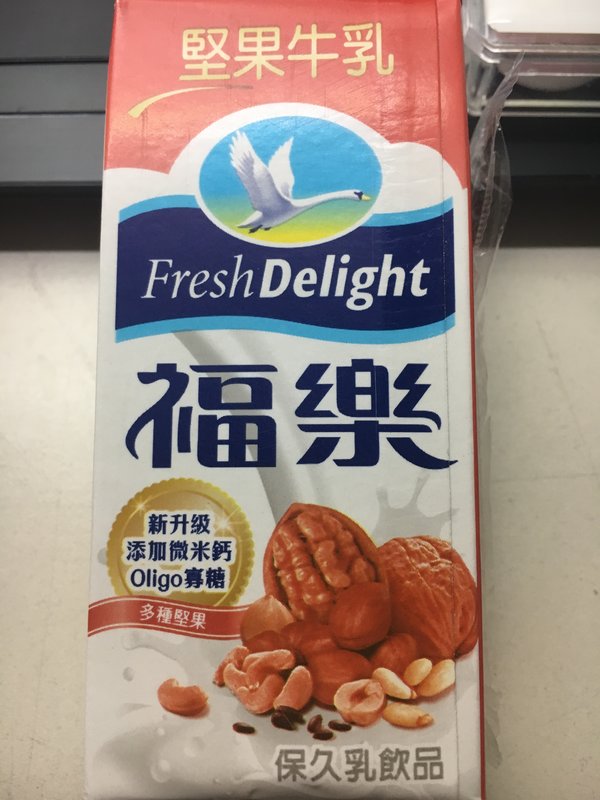 堅果牛乳
Fresh Delight
福樂
新升級
添加微米鈣
Oligo寡糖
多種堅果
保久乳飲品